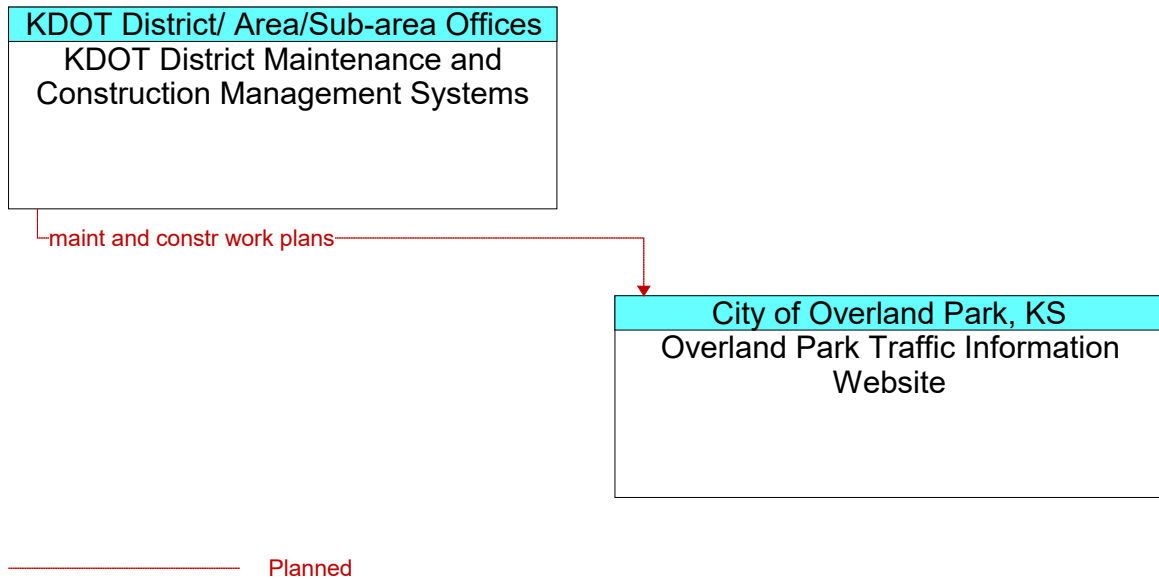 KDOT District/ Area/Sub-area Offices
KDOT District Maintenance and
Construction Management Systems
maint and constr work plans
City of Overland Park, KS
Overland Park Traffic Information
Website
Planned